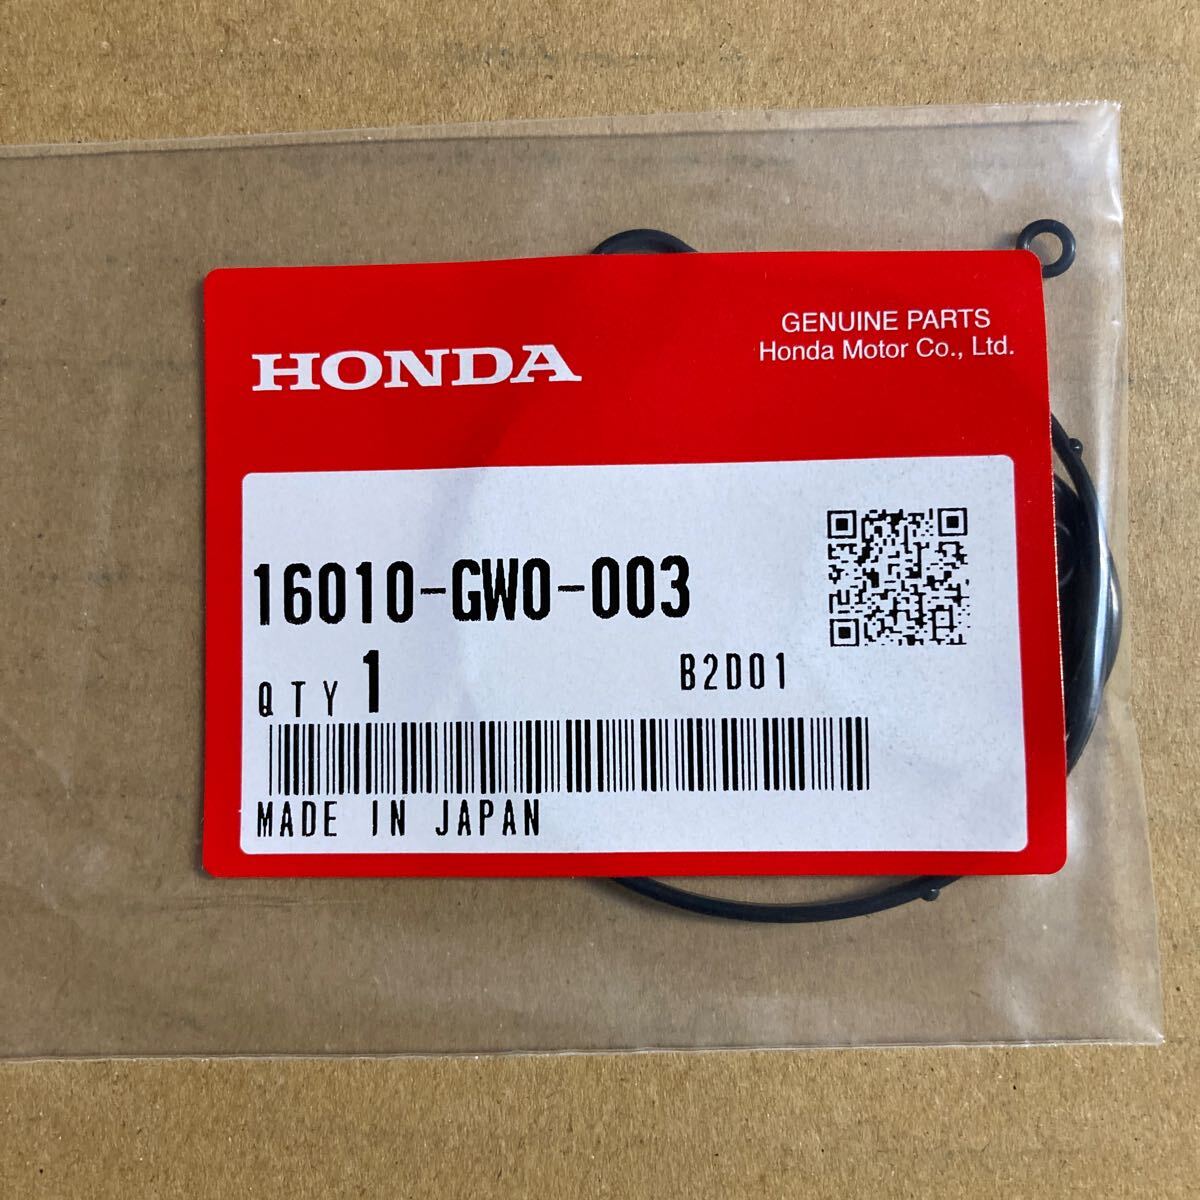 HONDA
GENUINE PARTS
Honda Motor Co., Ltd.
16010-GW0-003
QTY 1
B2D01
MADE IN JAPAN